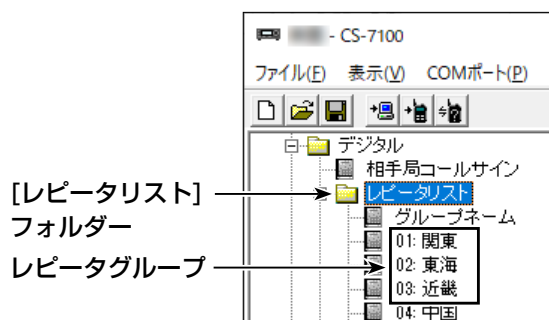 - CS-7100
ファイル(F) 表示(V) COMポート(P)
デジタル
相手局コールサイン
[レピータリスト]
フォルダー
レピータリスト
グループネーム
レピータグループ
01: 関東
02: 東海
03: 近畿
04: 中国